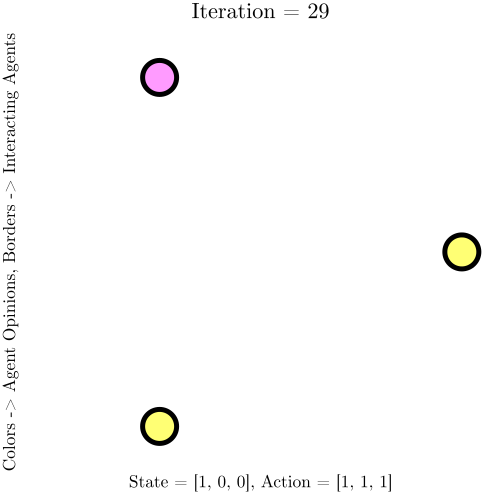 Iteration = 29
Colors -> Agent Opinions, Borders -> Interacting Agents
State = [1, 0, 0], Action = [1, 1, 1]